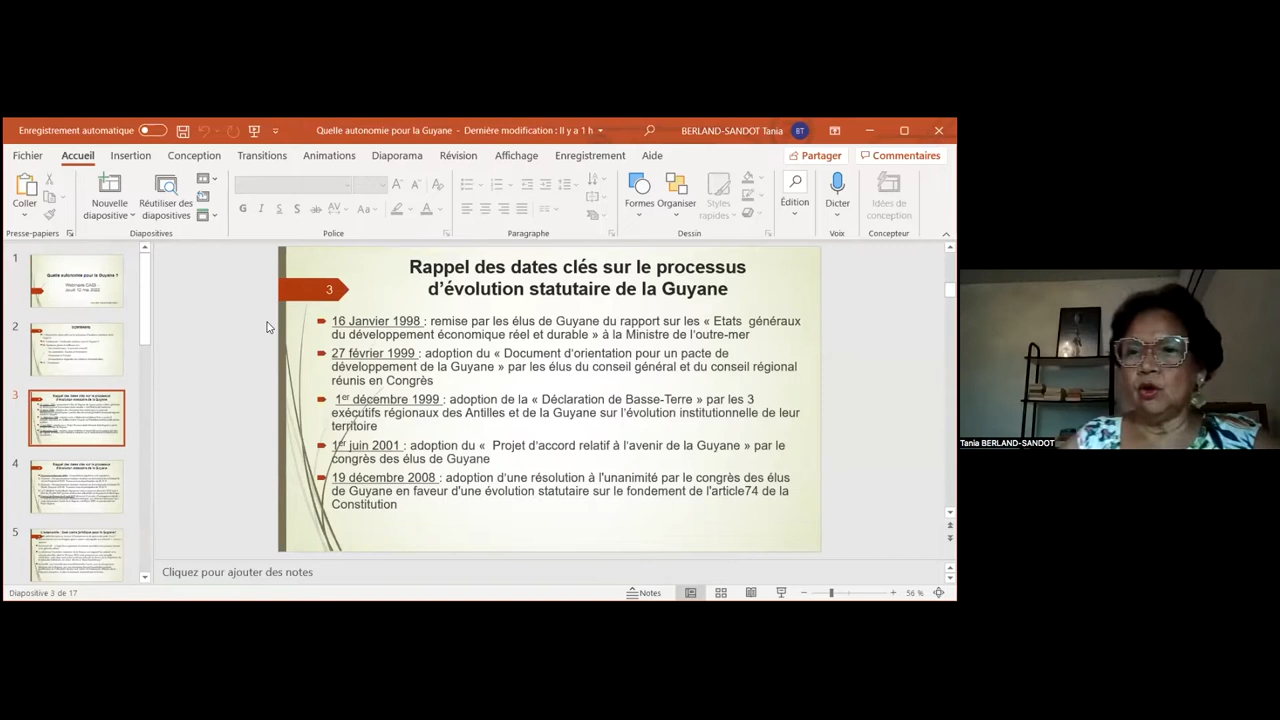 Enregistrement automatique
Quelle autonomie pour la Guyane - Dernière modification : Il y a 1 h
BERLAND-SANDOT Tania
BT
Fichier Accueil Insertion Conception Transitions Animations Diaporama Révision Affichage Enregistrement Aide
Partager
Commentaires
Coller
Nouvelle
diapositive
Réutiliser des
diapositives
Formes
Organiser
Styles
rapides
Édition
Dicter
Idées de
conception
Presse-papiers
Diapositives
Police
Paragraphe
Dessin
Voix
Concepteur
1
Quelle autonomie pour la Guyane ?
2
3
4
5
3
Rappel des dates clés sur le processus
d'évolution statutaire de la Guyane
16 Janvier 1998 : remise par les élus de Guyane du rapport sur les « Etats généraux
du développement économique réel et durable » à la Ministre de l'outre-mer
27 février 1999 : adoption du « Document d'orientation pour un pacte de
développement de la Guyane » par les élus du conseil général et du conseil régional
réunis en Congrès
1er décembre 1999 : adoption de la « Déclaration de Basse-Terre » par les 3
exécutifs régionaux des Antilles et de la Guyane sur l'évolution institutionnelle de leur
territoire
1er juin 2001 : adoption du « Projet d'accord relatif à l'avenir de la Guyane » par le
congrès des élus de Guyane
19 décembre 2008 : adoption d'une résolution à l'unanimité par le congrès des élus
de Guyane en faveur d'une évolution statutaire sur le fondement de l'article74 de la
Constitution
Cliquez pour ajouter des notes
Diapositive 3 de 17
Notes
56 %
Tania BERLAND-SANDOT